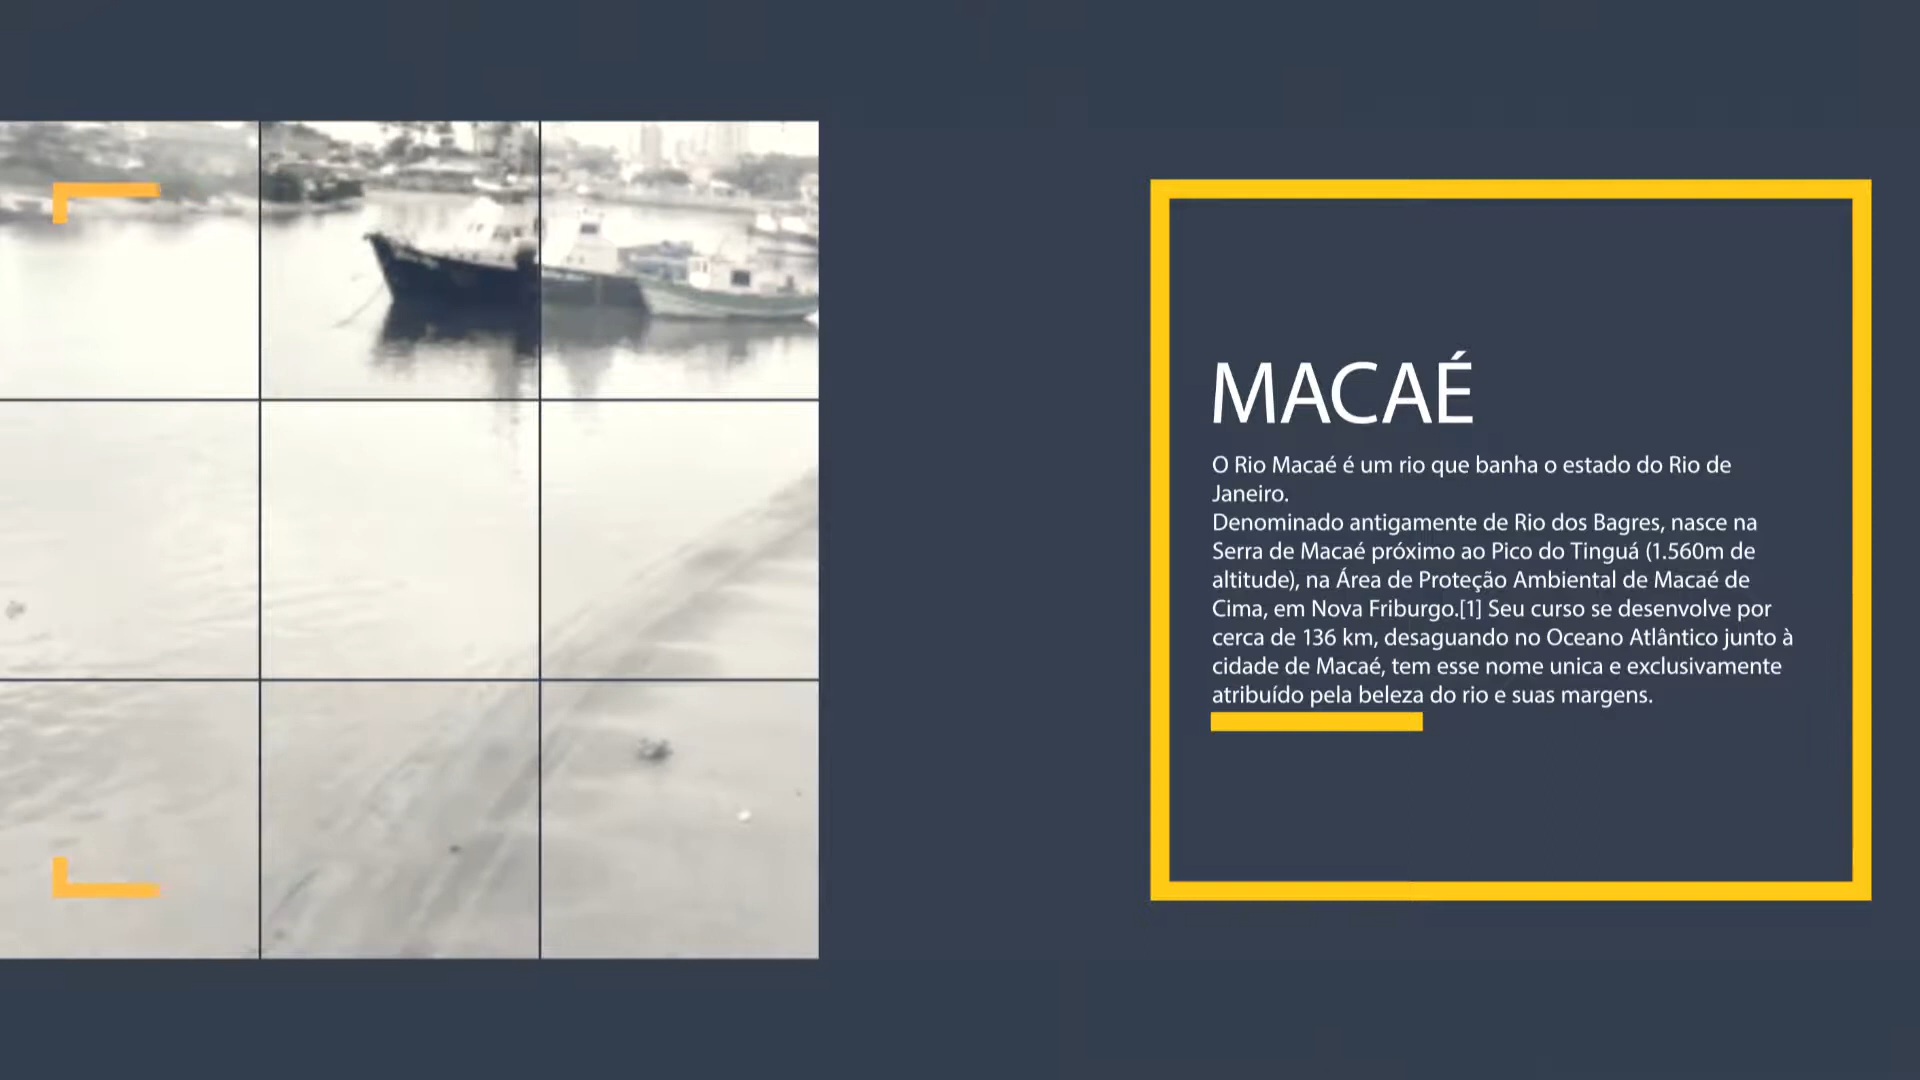 MACAÉ
O Rio Macaé é um rio que banha o estado do Rio de
Janeiro.
Denominado antigamente de Rio dos Bagres, nasce na
Serra de Macaé próximo ao Pico do Tinguá (1.560m de
altitude), na Área de Proteção Ambiental de Macaé de
Cima, em Nova Friburgo.[1] Seu curso se desenvolve por
cerca de 136 km, desaguando no Oceano Atlântico junto à
cidade de Macaé, tem esse nome unica e exclusivamente
atribuído pela beleza do rio e suas margens.